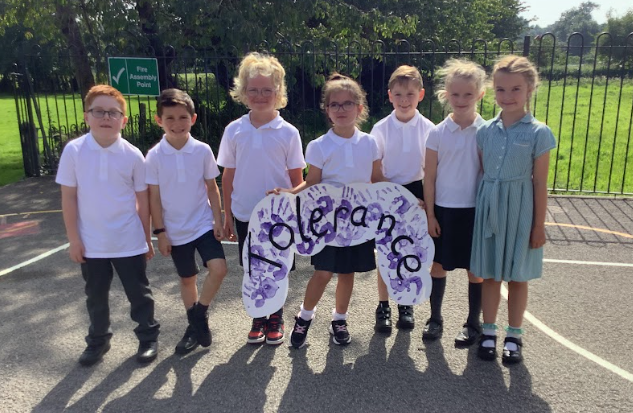 Fire
Assembly
Point
Tolerance